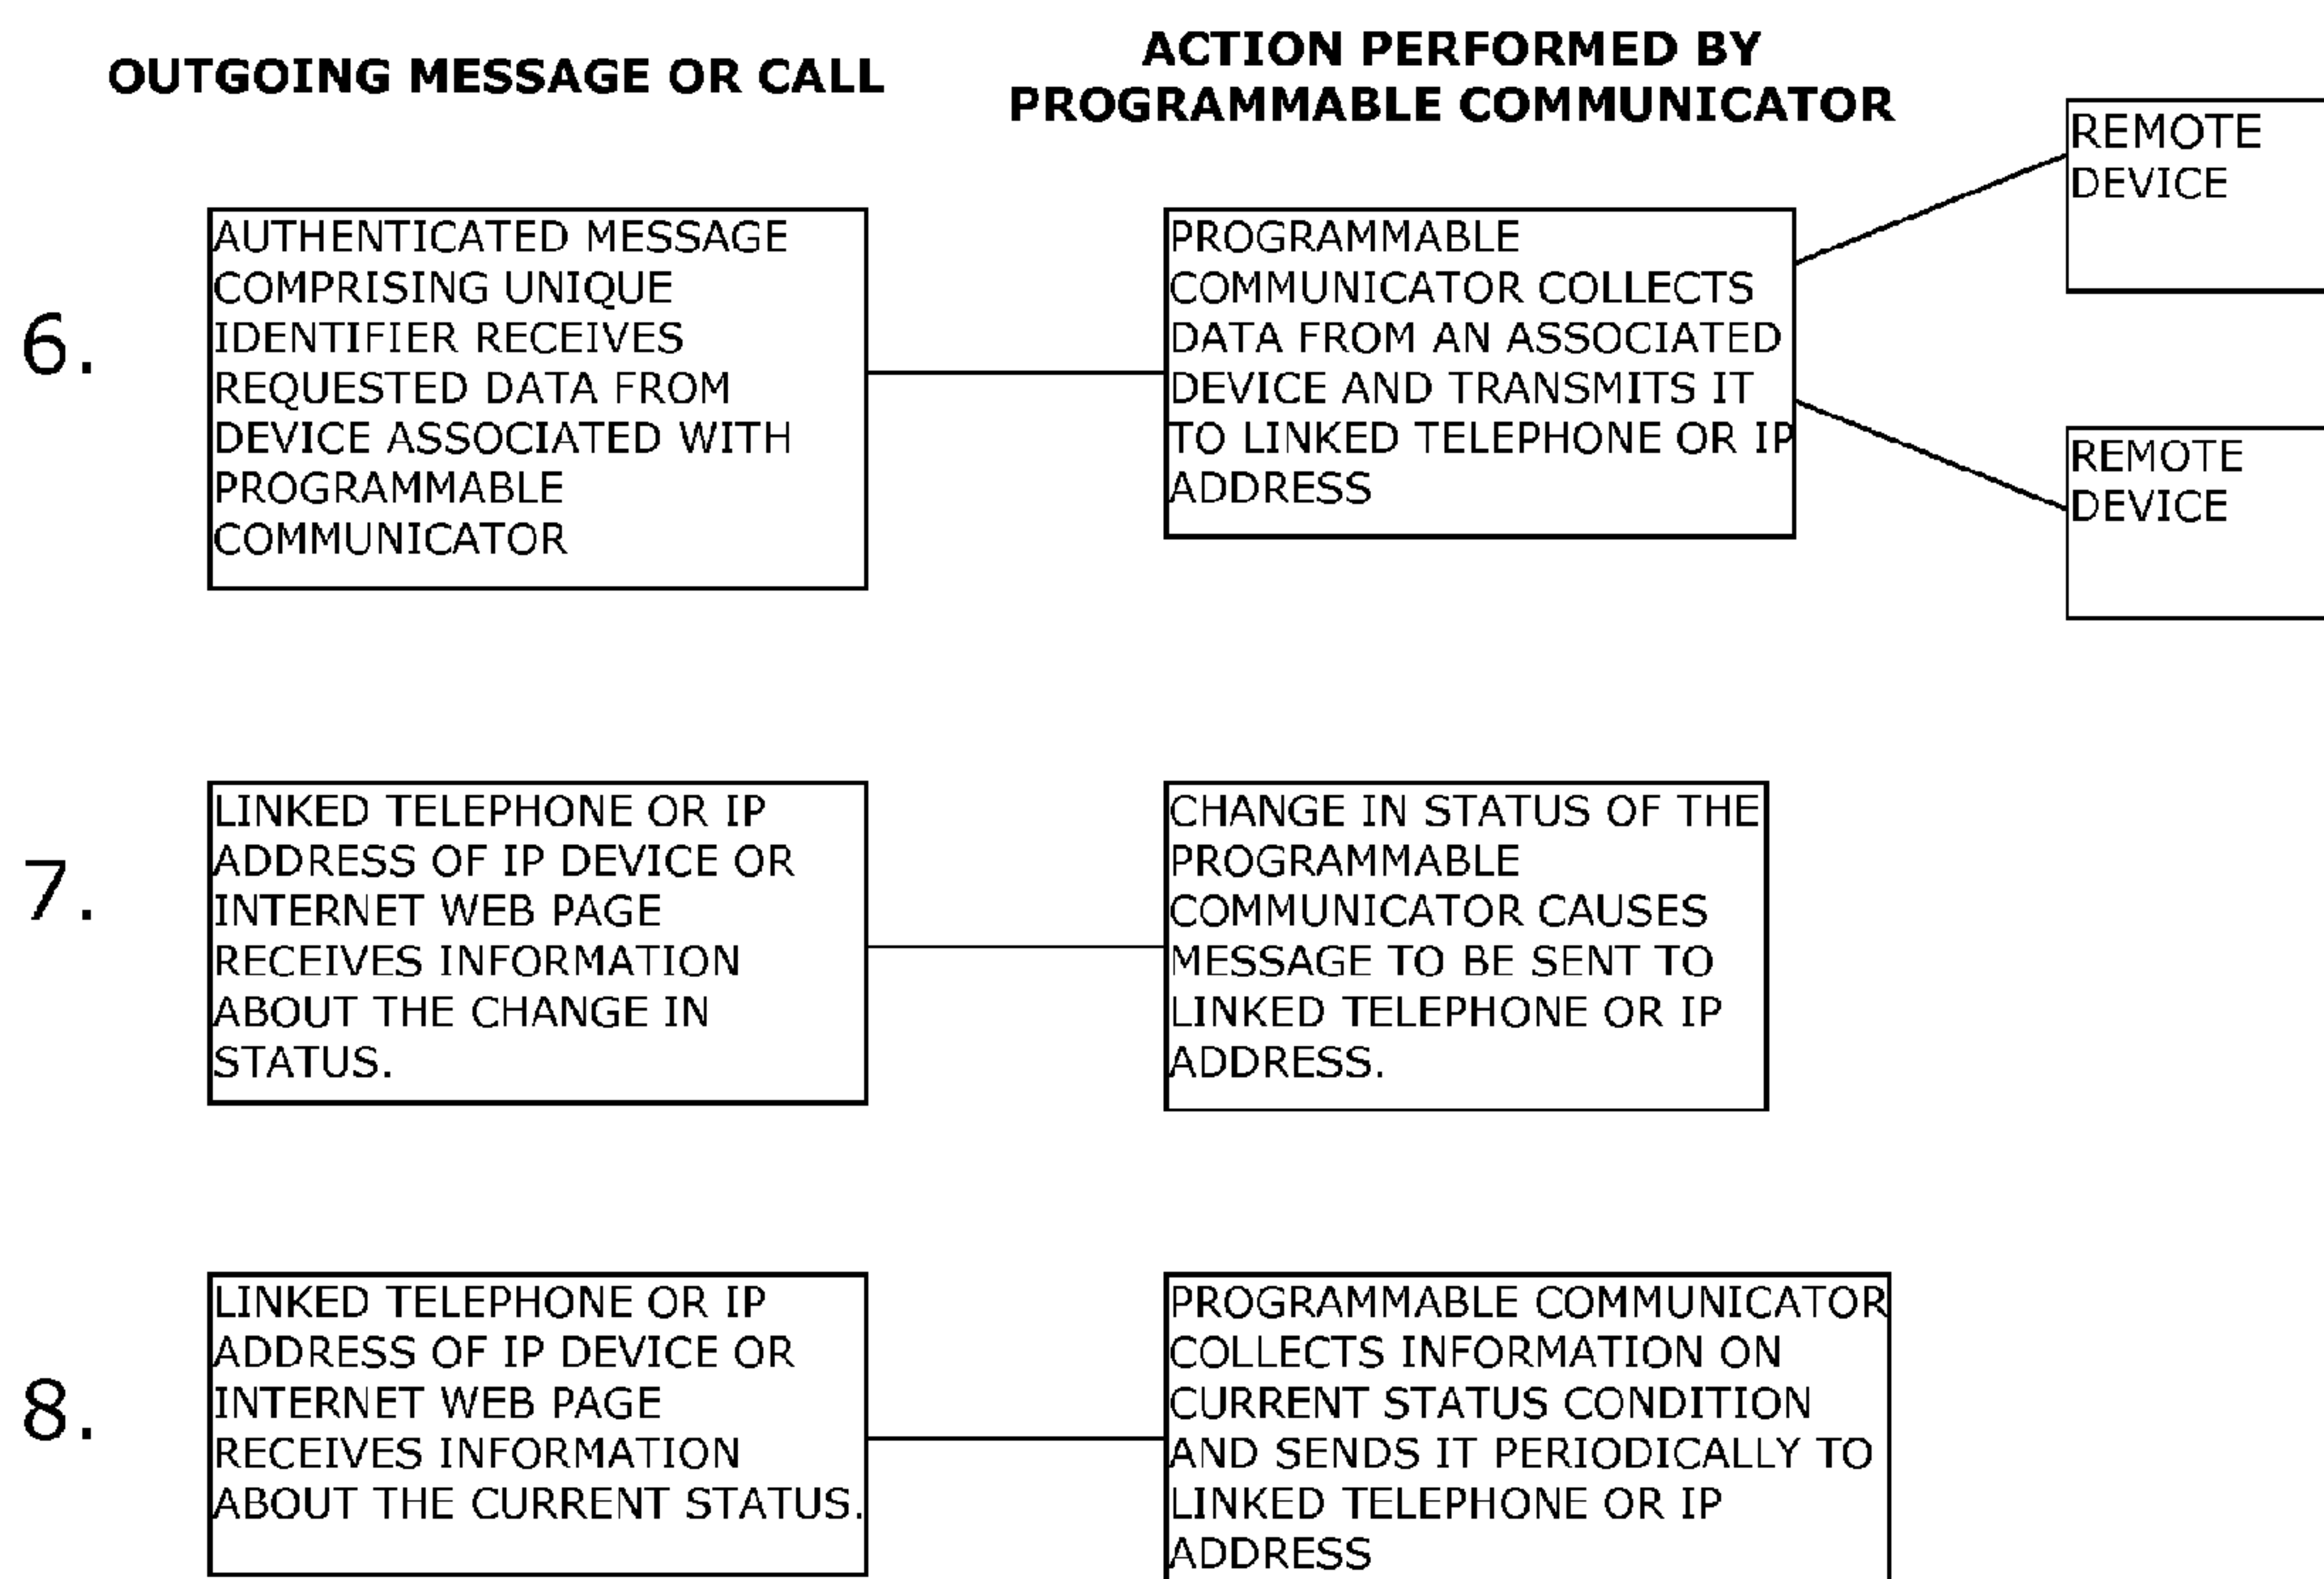 OUTGOING MESSAGE OR CALL
ACTION PERFORMED BY
PROGRAMMABLE COMMUNICATOR
6.
AUTHENTICATED MESSAGE
COMPRISING UNIQUE
IDENTIFIER RECEIVES
REQUESTED DATA FROM
DEVICE ASSOCIATED WITH
PROGRAMMABLE
COMMUNICATOR
PROGRAMMABLE
COMMUNICATOR COLLECTS
DATA FROM AN ASSOCIATED
DEVICE AND TRANSMITS IT
TO LINKED TELEPHONE OR IP
ADDRESS
REMOTE
DEVICE
REMOTE
DEVICE
7.
LINKED TELEPHONE OR IP
ADDRESS OF IP DEVICE OR
INTERNET WEB PAGE
RECEIVES INFORMATION
ABOUT THE CHANGE IN
STATUS.
CHANGE IN STATUS OF THE
PROGRAMMABLE
COMMUNICATOR CAUSES
MESSAGE TO BE SENT TO
LINKED TELEPHONE OR IP
ADDRESS.
8.
LINKED TELEPHONE OR IP
ADDRESS OF IP DEVICE OR
INTERNET WEB PAGE
RECEIVES INFORMATION
ABOUT THE CURRENT STATUS.
PROGRAMMABLE COMMUNICATOR
COLLECTS INFORMATION ON
CURRENT STATUS CONDITION
AND SENDS IT PERIODICALLY TO
LINKED TELEPHONE OR IP
ADDRESS